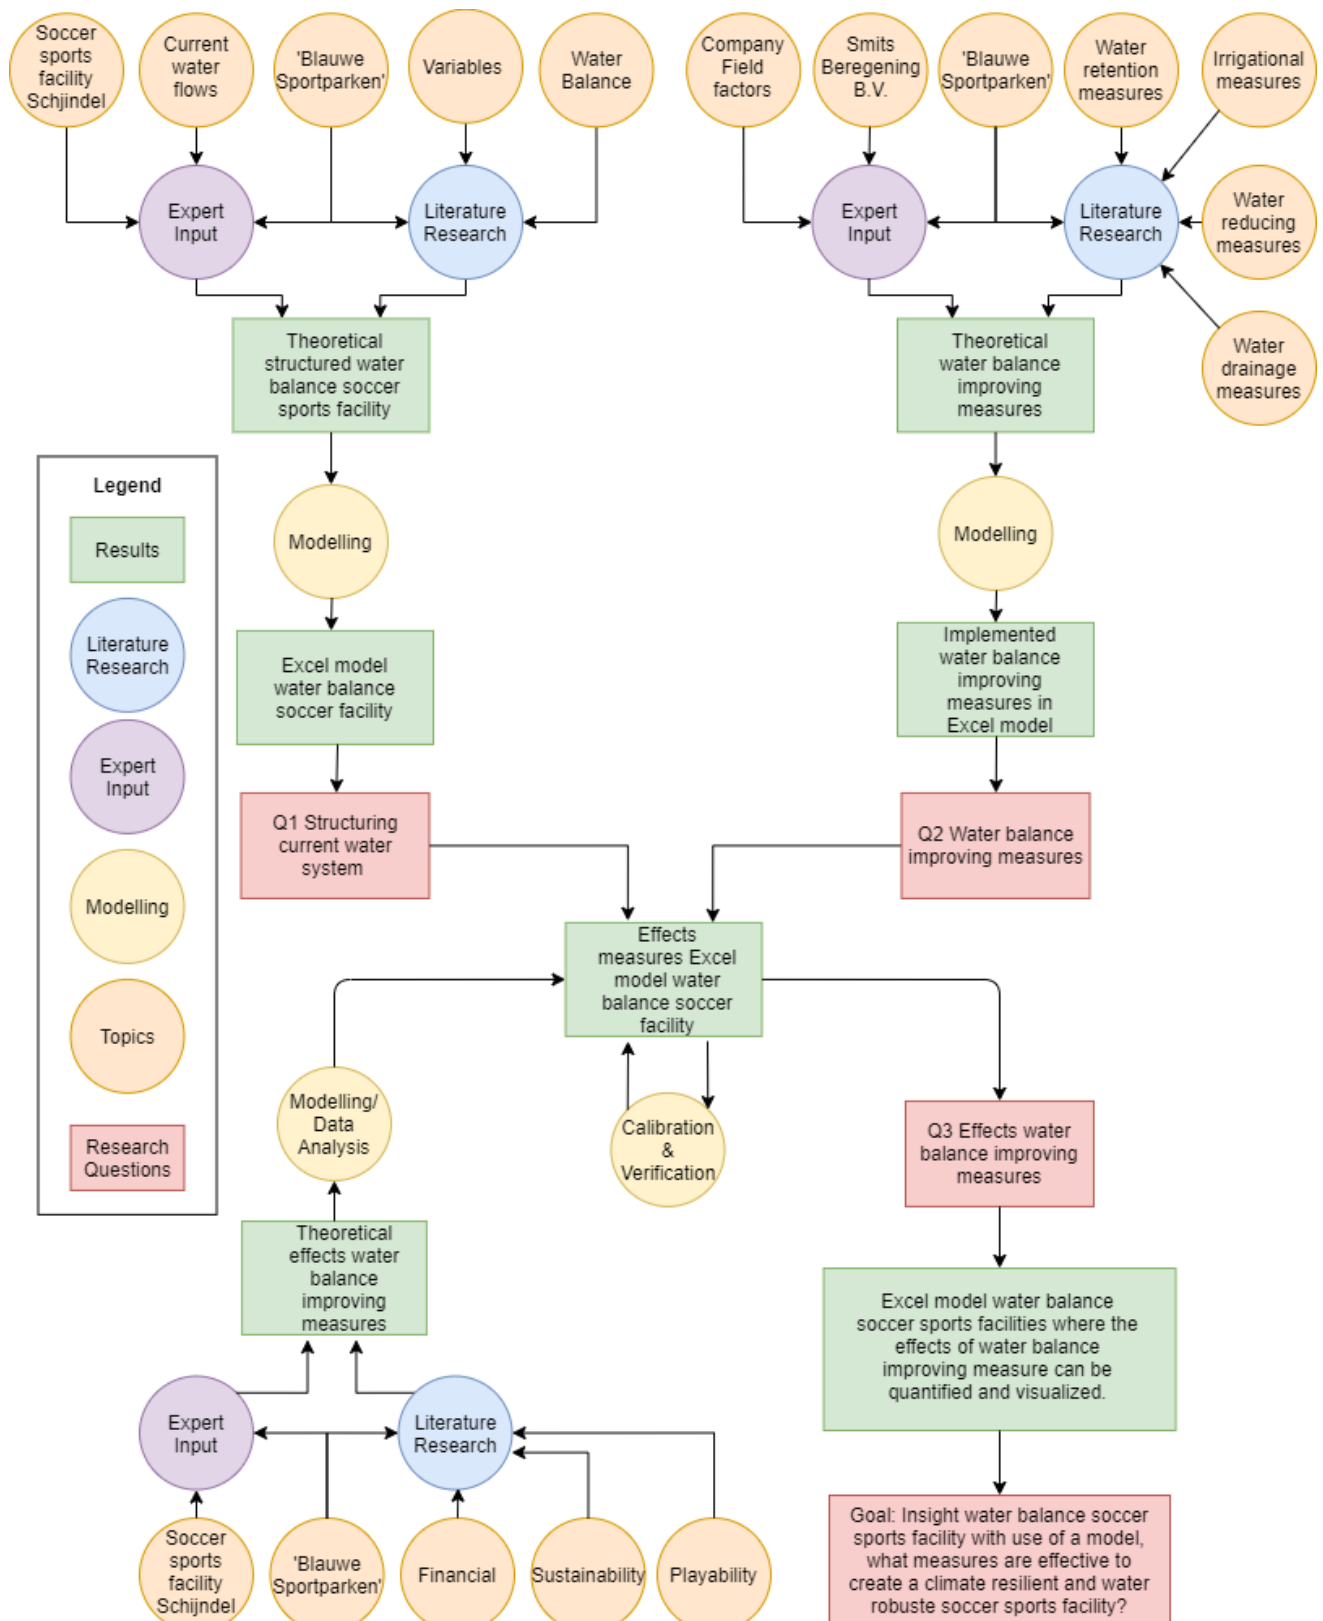 Soccer
sports
facility
Schjindel
Current
water
flows
'Blauwe
Sportparken'
Variables
Water
Balance
Company
Field
factors
Smits
Beregening
B.V.
'Blauwe
Sportparken'
Water
retention
measures
Irrigational
measures
Expert
Input
Literature
Research
Expert
Input
Literature
Research
Water
reducing
measures
Theoretical
structured water
balance soccer
sports facility
Theoretical
water balance
improving
measures
Water
drainage
measures
Legend
Results
Literature
Research
Expert
Input
Modelling
Topics
Research
Questions
Modelling
Modelling
Excel model
water balance
soccer facility
Implemented
water balance
improving
measures in
Excel model
Q1 Structuring
current water
system
Q2 Water balance
improving measures
Effects
measures Excel
model water
balance soccer
facility
Modelling/
Data
Analysis
Calibration
&
Verification
Q3 Effects water
balance improving
measures
Theoretical
effects water
balance
improving
measures
Excel model water balance
soccer sports facilities where the
effects of water balance
improving measure can be
quantified and visualized.
Expert
Input
Literature
Research
Soccer
sports
facility
Schijndel
'Blauwe
Sportparken'
Financial
Sustainability
Playability
Goal: Insight water balance soccer
sports facility with use of a model,
what measures are effective to
create a climate resilient and water
robuste soccer sports facility?